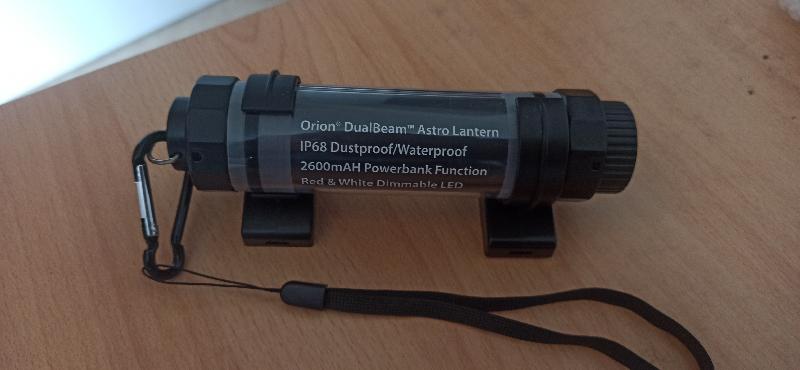 Orion® DualBeam™ Astro Lantern
IP68 Dustproof/Waterproof
2600mAH Powerbank Function
Red & White Dimmable LED